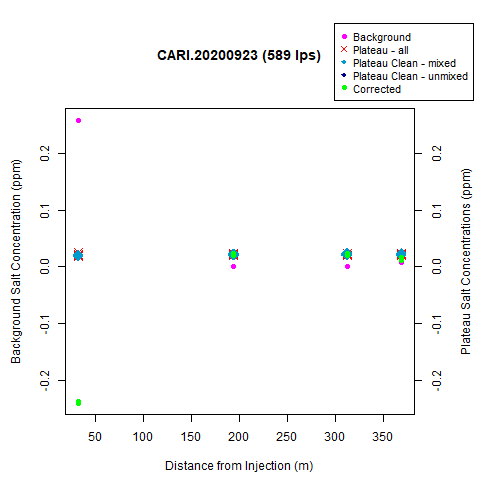 CARI.20200923 (589 lps)
Background
Plateau - all
Plateau Clean - mixed
Plateau Clean - unmixed
Corrected
Background Salt Concentration (ppm)
0.2
0.1
0.0
-0.1
-0.2
0.2
0.1
0.0
-0.1
-0.2
Plateau Salt Concentrations (ppm)
50 100 150 200 250 300 350
Distance from Injection (m)